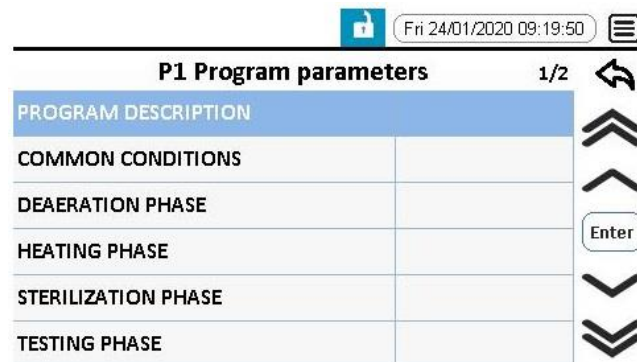 Fri 24/01/2020 09:19:50
P1 Program parameters 1/2
PROGRAM DESCRIPTION
COMMON CONDITIONS
DEAERATION PHASE
HEATING PHASE
Enter
STERILIZATION PHASE
TESTING PHASE